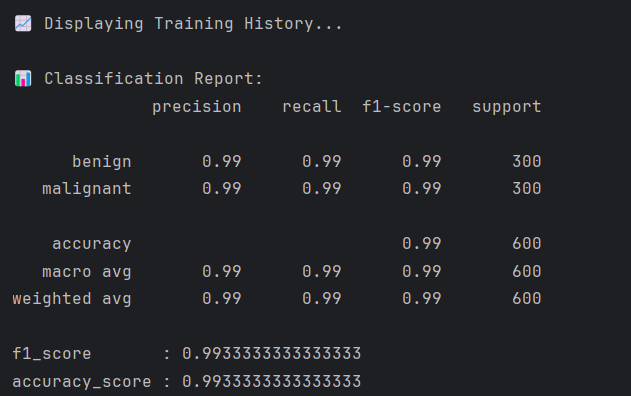 Displaying Training History...
Classification Report:
precision recall f1-score support
benign 0.99 0.99 0.99 300
malignant 0.99 0.99 0.99 300
accuracy 0.99 600
macro avg 0.99 0.99 0.99 600
weighted avg 0.99 0.99 0.99 600
f1_score : 0.9933333333333333
accuracy_score : 0.9933333333333333